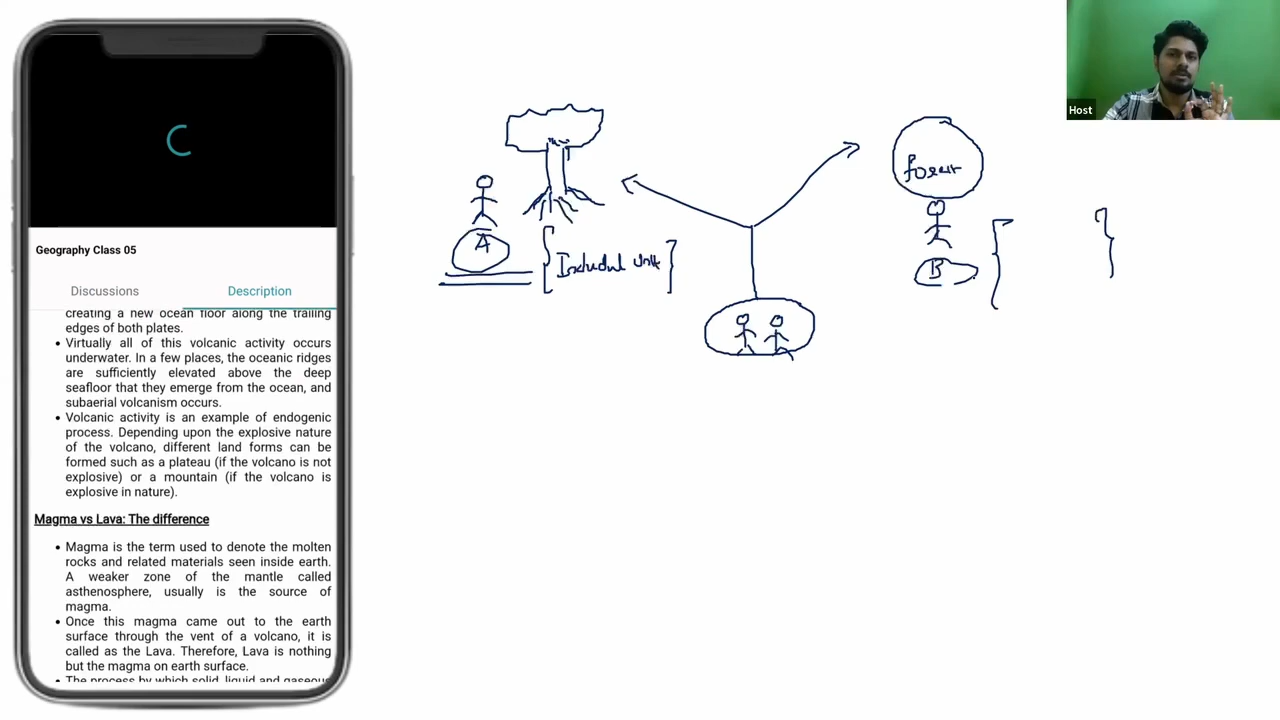 Geography Class 05
Discussions
Description
creating a new ocean floor along the trailing
edges of both plates.
• Virtually all of this volcanic activity occurs
underwater. In a few places, the oceanic ridges
are sufficiently elevated above the deep
seafloor that they emerge from the ocean, and
subaerial volcanism occurs.
• Volcanic activity is an example of endogenic
process. Depending upon the explosive nature
of the volcano, different land forms can be
formed such as a plateau (if the volcano is not
explosive) or a mountain (if the volcano is
explosive in nature).
Magma vs Lava: The difference
• Magma is the term used to denote the molten
rocks and related materials seen inside earth.
A weaker zone of the mantle called
asthenosphere, usually is the source of
magma.
• Once this magma came out to the earth
surface through the vent of a volcano, it is
called as the Lava. Therefore, Lava is nothing
but the magma on earth surface.
• The process by which solid, liquid and gaseous
A
unit
forest
B
Host